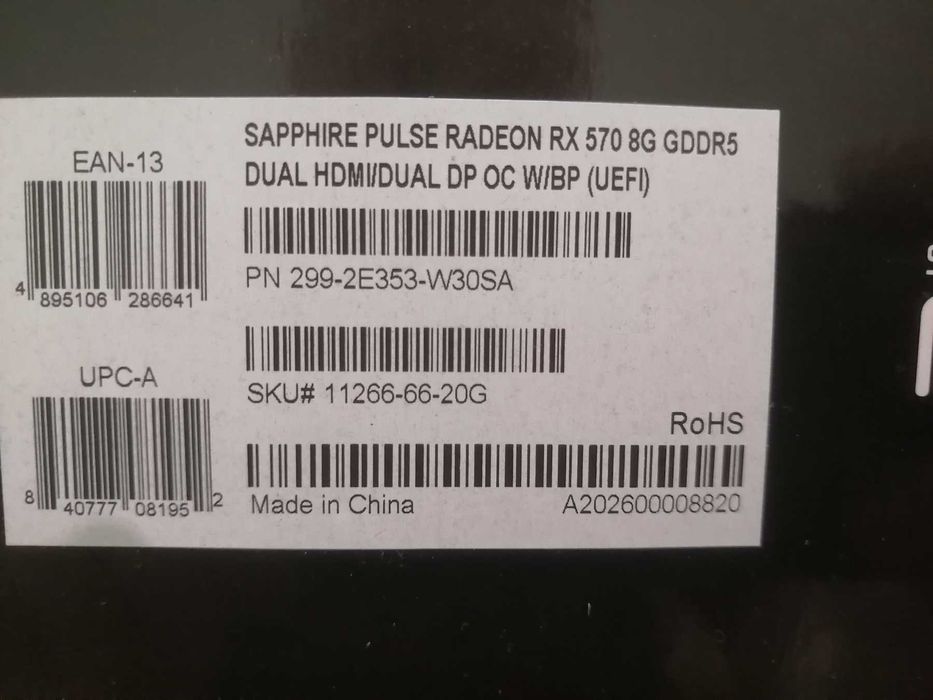 SAPPHIRE PULSE RADEON RX 570 8G GDDR5
DUAL HDMI/DUAL DP OC W/BP (UEFI)
EAN-13
4 895106 286641
PN 299-2E353-W30SA
UPC-A
8 40777 08195 2
SKU# 11266-66-20G
RoHS
Made in China
A202600008820